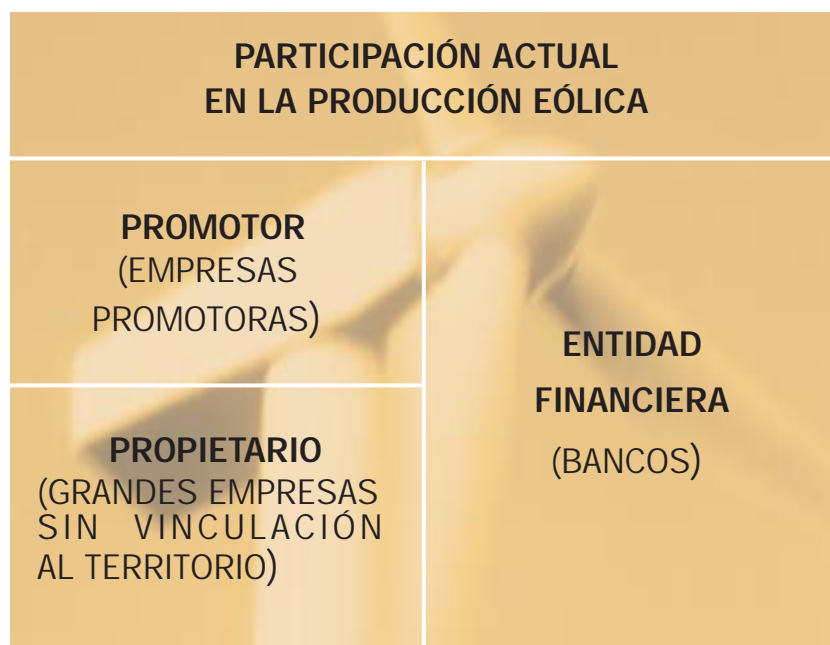 PARTICIPACIÓN ACTUAL
EN LA PRODUCCIÓN EÓLICA
PROMOTOR
(EMPRESAS
PROMOTORAS)
PROPIETARIO
(GRANDES EMPRESAS
SIN VINCULACIÓN
AL TERRITORIO)
ENTIDAD
FINANCIERA
(BANCOS)